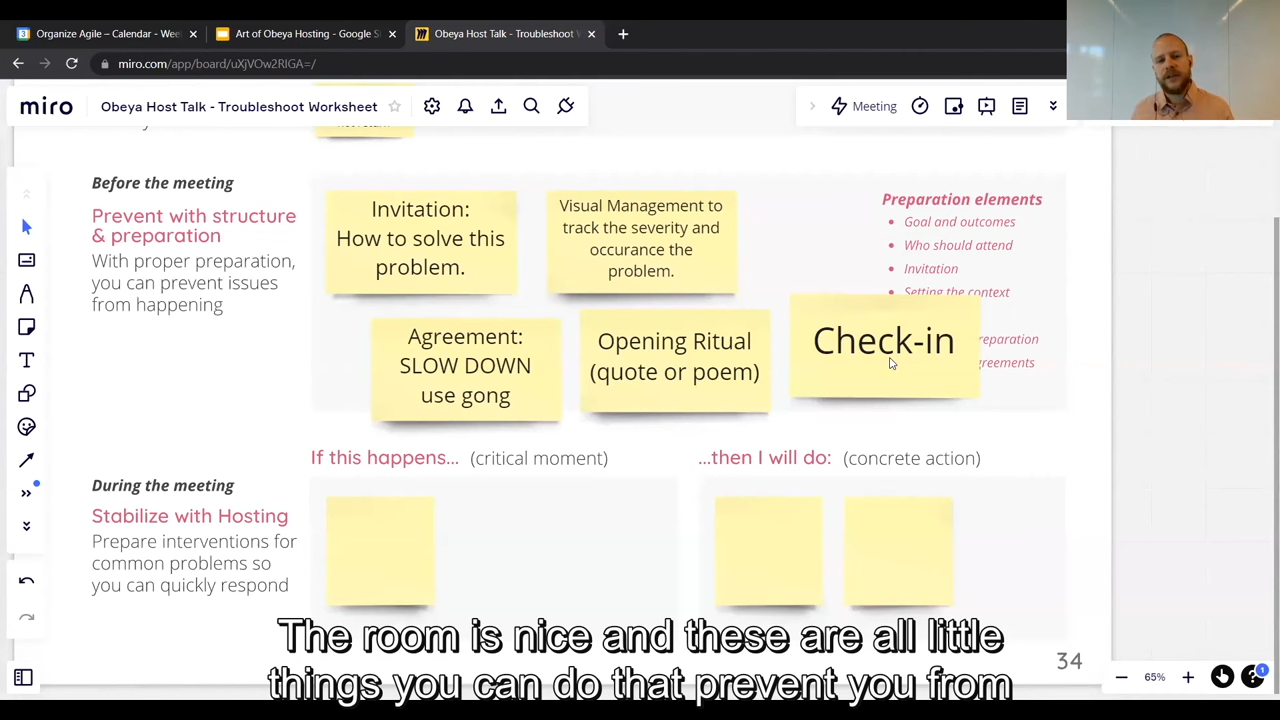 Organize Agile – Calendar - Wee
Art of Obeya Hosting - Google S
Obeya Host Talk - Troubleshoot W
miro.com/app/board/uXjVOw2RIGA=/
miro
Obeya Host Talk - Troubleshoot Worksheet
Meeting
Before the meeting
Prevent with structure
& preparation
With proper preparation,
you can prevent issues
from happening
Invitation:
How to solve this
problem.
Visual Management to
track the severity and
occurance the
problem.
Preparation elements
Goal and outcomes
Who should attend
Invitation
Setting the context
Agreement:
SLOW DOWN
use gong
Opening Ritual
(quote or poem)
Check-in
If this happens... (critical moment)
...then I will do: (concrete action)
During the meeting
Stabilize with Hosting
Prepare interventions for
common problems so
you can quickly respond
34
65%
1
The room is nice and these are all little
things you can do that prevent you from